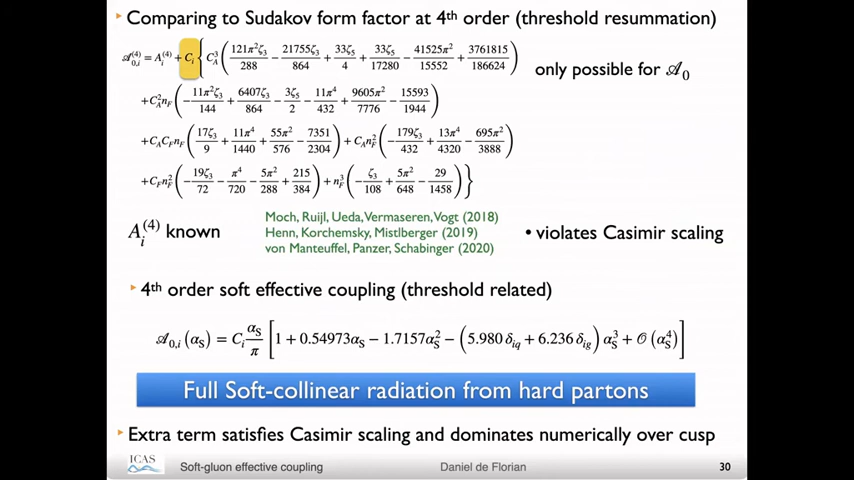 Comparing to Sudakov form factor at 4th order (threshold resummation)
𝒜_{0,i}^{(4)} = A_i^{(4)} + C_i { C_A^3 ( 121π²ζ₃/288 − 21755ζ₃/864 + 33ζ₅/4 + 33ζ₅/17280 − 41525π²/15552 + 3761815/186624 )
only possible for 𝒜₀
+C_A^2 n_F ( −11π²ζ₃/144 + 6407ζ₃/864 − 3ζ₅/2 − 11π⁴/432 + 9605π²/7776 − 15593/1944 )
+C_A C_F n_F ( 17ζ₃/9 + 11π⁴/1440 + 55π²/576 − 7351/2304 ) + C_A n_F^2 ( −179ζ₃/432 + 13π⁴/4320 − 695π²/3888 )
+C_F n_F^2 ( −19ζ₃/72 − π⁴/720 − 5π²/288 + 215/384 ) + n_F^3 ( −ζ₃/108 + 5π²/648 − 29/1458 ) }
Moch, Ruijl, Ueda,Vermaseren,Vogt (2018)
A_i^{(4)} known
Henn, Korchemsky, Mistlberger (2019)
• violates Casimir scaling
von Manteuffel, Panzer, Schabinger (2020)
4th order soft effective coupling (threshold related)
𝒜_{0,i}(α_S) = C_i α_S/π [ 1 + 0.54973α_S − 1.7157α_S^2 − ( 5.980 δ_{iq} + 6.236 δ_{ig} ) α_S^3 + 𝒪(α_S^4) ]
Full Soft-collinear radiation from hard partons
Extra term satisfies Casimir scaling and dominates numerically over cusp
ICAS
Soft-gluon effective coupling
Daniel de Florian
30